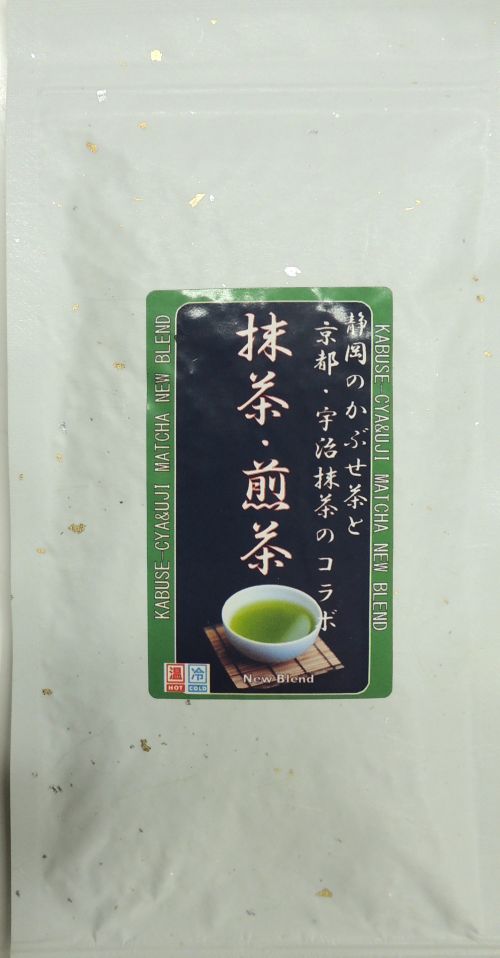 KABUSE-CYA&UJI MATCHA NEW BLEND
静岡のかぶせ茶と
京都・宇治抹茶のコラボ
抹茶・煎茶
KABUSE-CYA&UJI MATCHA NEW BLEND
温
HOT
冷
COLD
New Blend